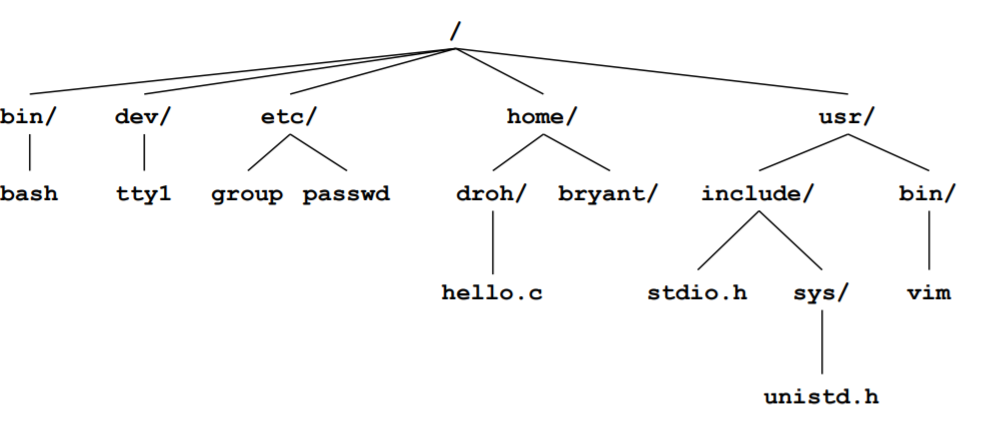 /
bin/ dev/ etc/ home/ usr/
bash tty1 group passwd droh/ bryant/ include/ bin/
hello.c stdio.h sys/ vim
unistd.h